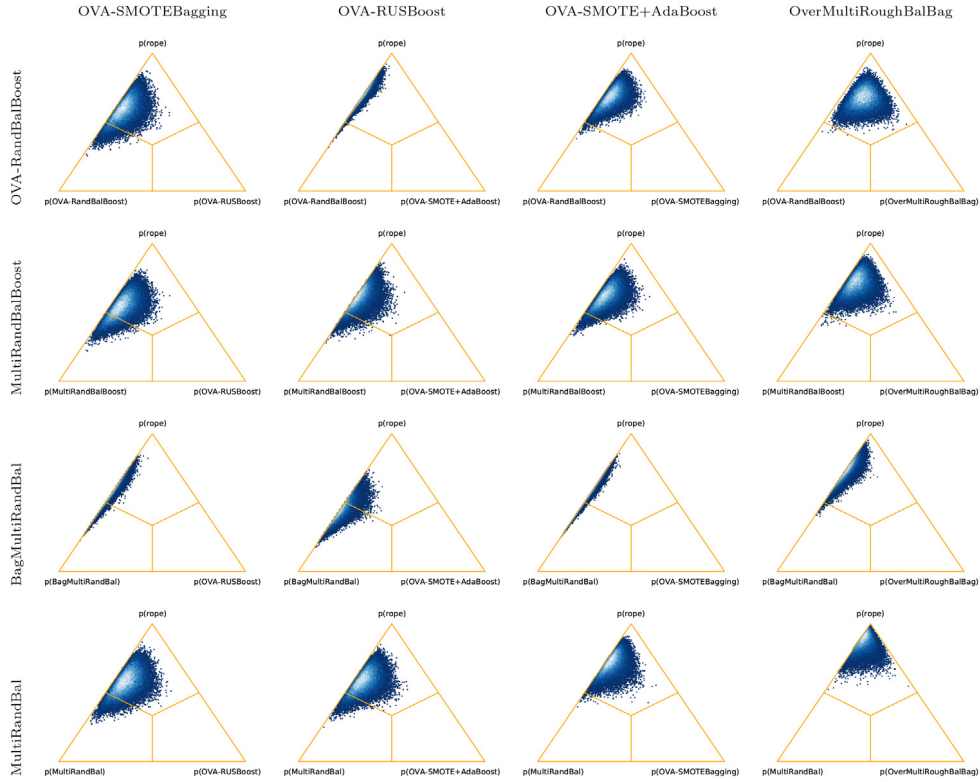 OVA-SMOTEBagging OVA-RUSBoost OVA-SMOTE+AdaBoost OverMultiRoughBalBag
OVA-RandBalBoost
p(rope) p(rope) p(rope) p(rope)
p(OVA-RandBalBoost) p(OVA-RUSBoost) p(OVA-RandBalBoost) p(OVA-SMOTE+AdaBoost) p(OVA-RandBalBoost) p(OVA-SMOTEBagging) p(OVA-RandBalBoost) p(OverMultiRoughBalBag)
MultiRandBalBoost
p(rope) p(rope) p(rope) p(rope)
p(MultiRandBalBoost) p(OVA-RUSBoost) p(MultiRandBalBoost) p(OVA-SMOTE+AdaBoost) p(MultiRandBalBoost) p(OVA-SMOTEBagging) p(MultiRandBalBoost) p(OverMultiRoughBalBag)
BagMultiRandBal
p(rope) p(rope) p(rope) p(rope)
p(BagMultiRandBal) p(OVA-RUSBoost) p(BagMultiRandBal) p(OVA-SMOTE+AdaBoost) p(BagMultiRandBal) p(OVA-SMOTEBagging) p(BagMultiRandBal) p(OverMultiRoughBalBag)
MultiRandBal
p(rope) p(rope) p(rope) p(rope)
p(MultiRandBal) p(OVA-RUSBoost) p(MultiRandBal) p(OVA-SMOTE+AdaBoost) p(MultiRandBal) p(OVA-SMOTEBagging) p(MultiRandBal) p(OverMultiRoughBalBag)